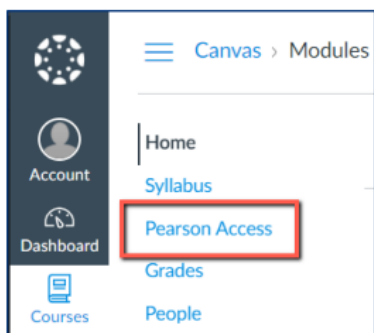 Canvas > Modules
Account
Dashboard
Courses
Home
Syllabus
Pearson Access
Grades
People